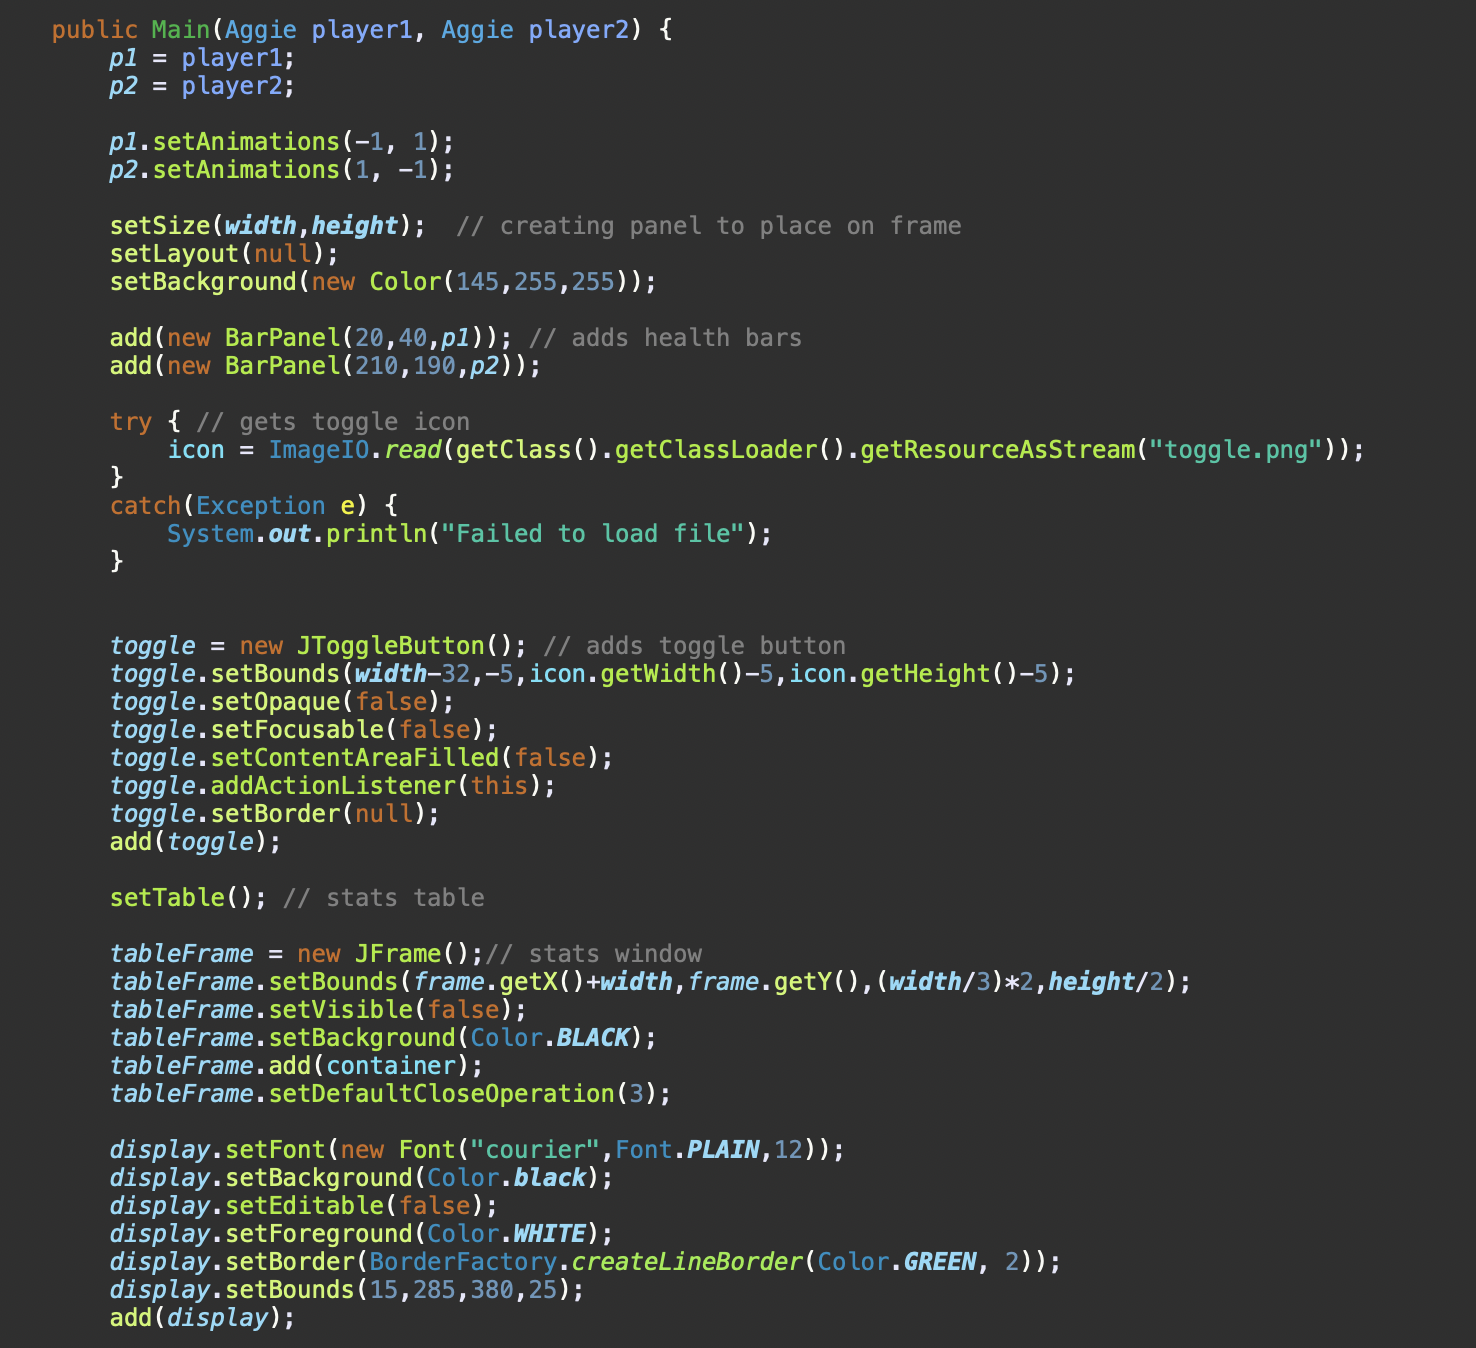 public Main(Aggie player1, Aggie player2) {
p1 = player1;
p2 = player2;
p1.setAnimations(-1, 1);
p2.setAnimations(1, -1);
setSize(width,height);  // creating panel to place on frame
setLayout(null);
setBackground(new Color(145,255,255));
add(new BarPanel(20,40,p1)); // adds health bars
add(new BarPanel(210,190,p2));
try { // gets toggle icon
icon = ImageIO.read(getClass().getClassLoader().getResourceAsStream("toggle.png"));
}
catch(Exception e) {
System.out.println("Failed to load file");
}
toggle = new JToggleButton(); // adds toggle button
toggle.setBounds(width-32,-5,icon.getWidth()-5,icon.getHeight()-5);
toggle.setOpaque(false);
toggle.setFocusable(false);
toggle.setContentAreaFilled(false);
toggle.addActionListener(this);
toggle.setBorder(null);
add(toggle);
setTable(); // stats table
tableFrame = new JFrame();// stats window
tableFrame.setBounds(frame.getX()+width,frame.getY(),(width/3)*2,height/2);
tableFrame.setVisible(false);
tableFrame.setBackground(Color.BLACK);
tableFrame.add(container);
tableFrame.setDefaultCloseOperation(3);
display.setFont(new Font("courier",Font.PLAIN,12));
display.setBackground(Color.black);
display.setEditable(false);
display.setForeground(Color.WHITE);
display.setBorder(BorderFactory.createLineBorder(Color.GREEN, 2));
display.setBounds(15,285,380,25);
add(display);